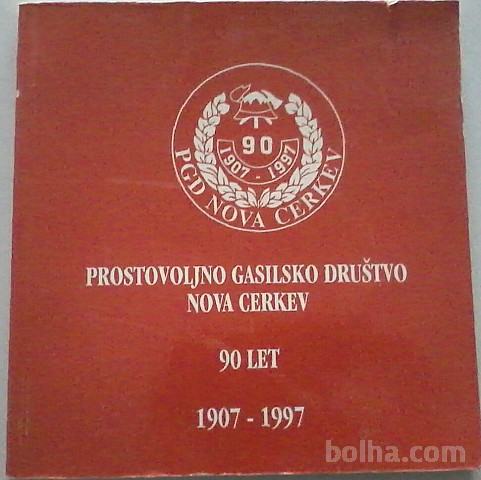 90
1907 - 1997
PGD NOVA CERKEV
PROSTOVOLJNO GASILSKO DRUŠTVO
NOVA CERKEV
90 LET
1907 - 1997
bolha.com